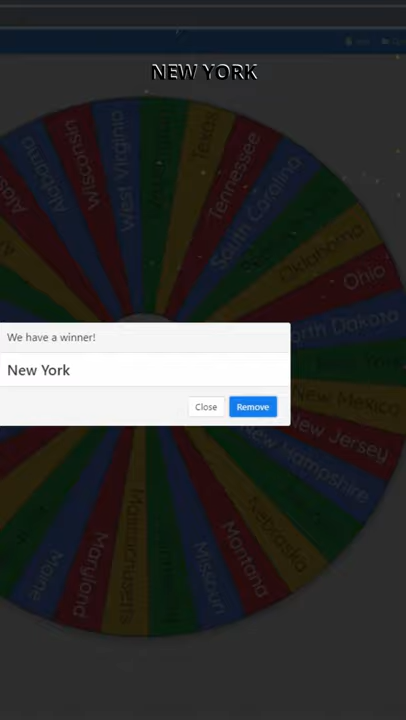 NEW YORK
Texas
Tennessee
West Virginia
Wisconsin
Alabama
South Carolina
Oklahoma
Ohio
North Dakota
We have a winner!
New York
Close
Remove
New Mexico
New Jersey
New Hampshire
Nebraska
Montana
Missouri
Massachusetts
Maryland
Maine